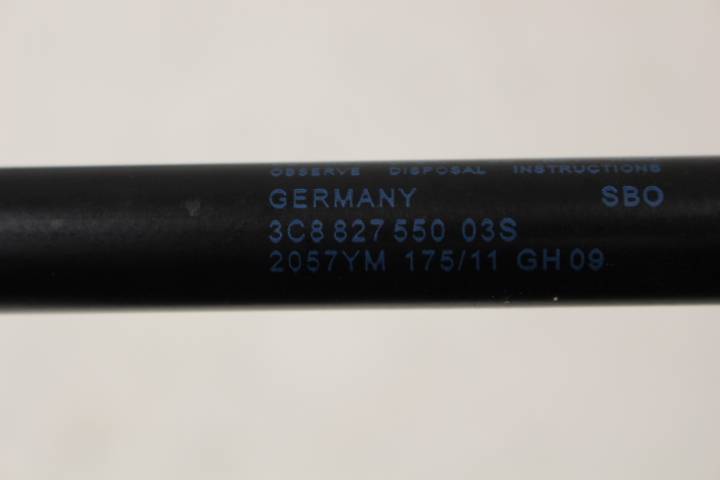 OBSERVE DISPOSAL INSTRUCTIONS
GERMANY SBO
3C8 827 550 03S
2057YM 175/11 GH 09